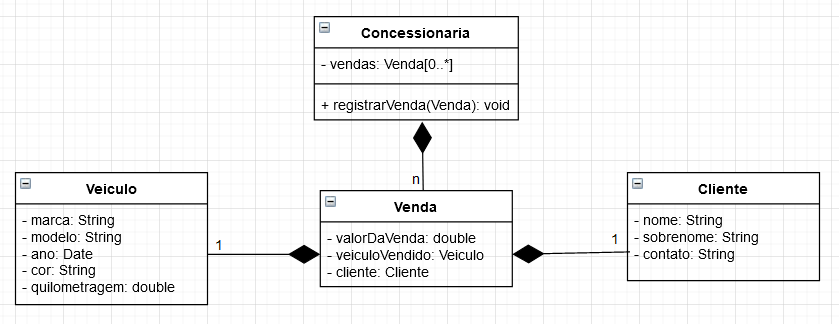 Concessionaria
- vendas: Venda[0..*]
+ registrarVenda(Venda): void
n
Veiculo
- marca: String
- modelo: String
- ano: Date
- cor: String
- quilometragem: double
1
Venda
- valorDaVenda: double
- veiculoVendido: Veiculo
- cliente: Cliente
1
Cliente
- nome: String
- sobrenome: String
- contato: String